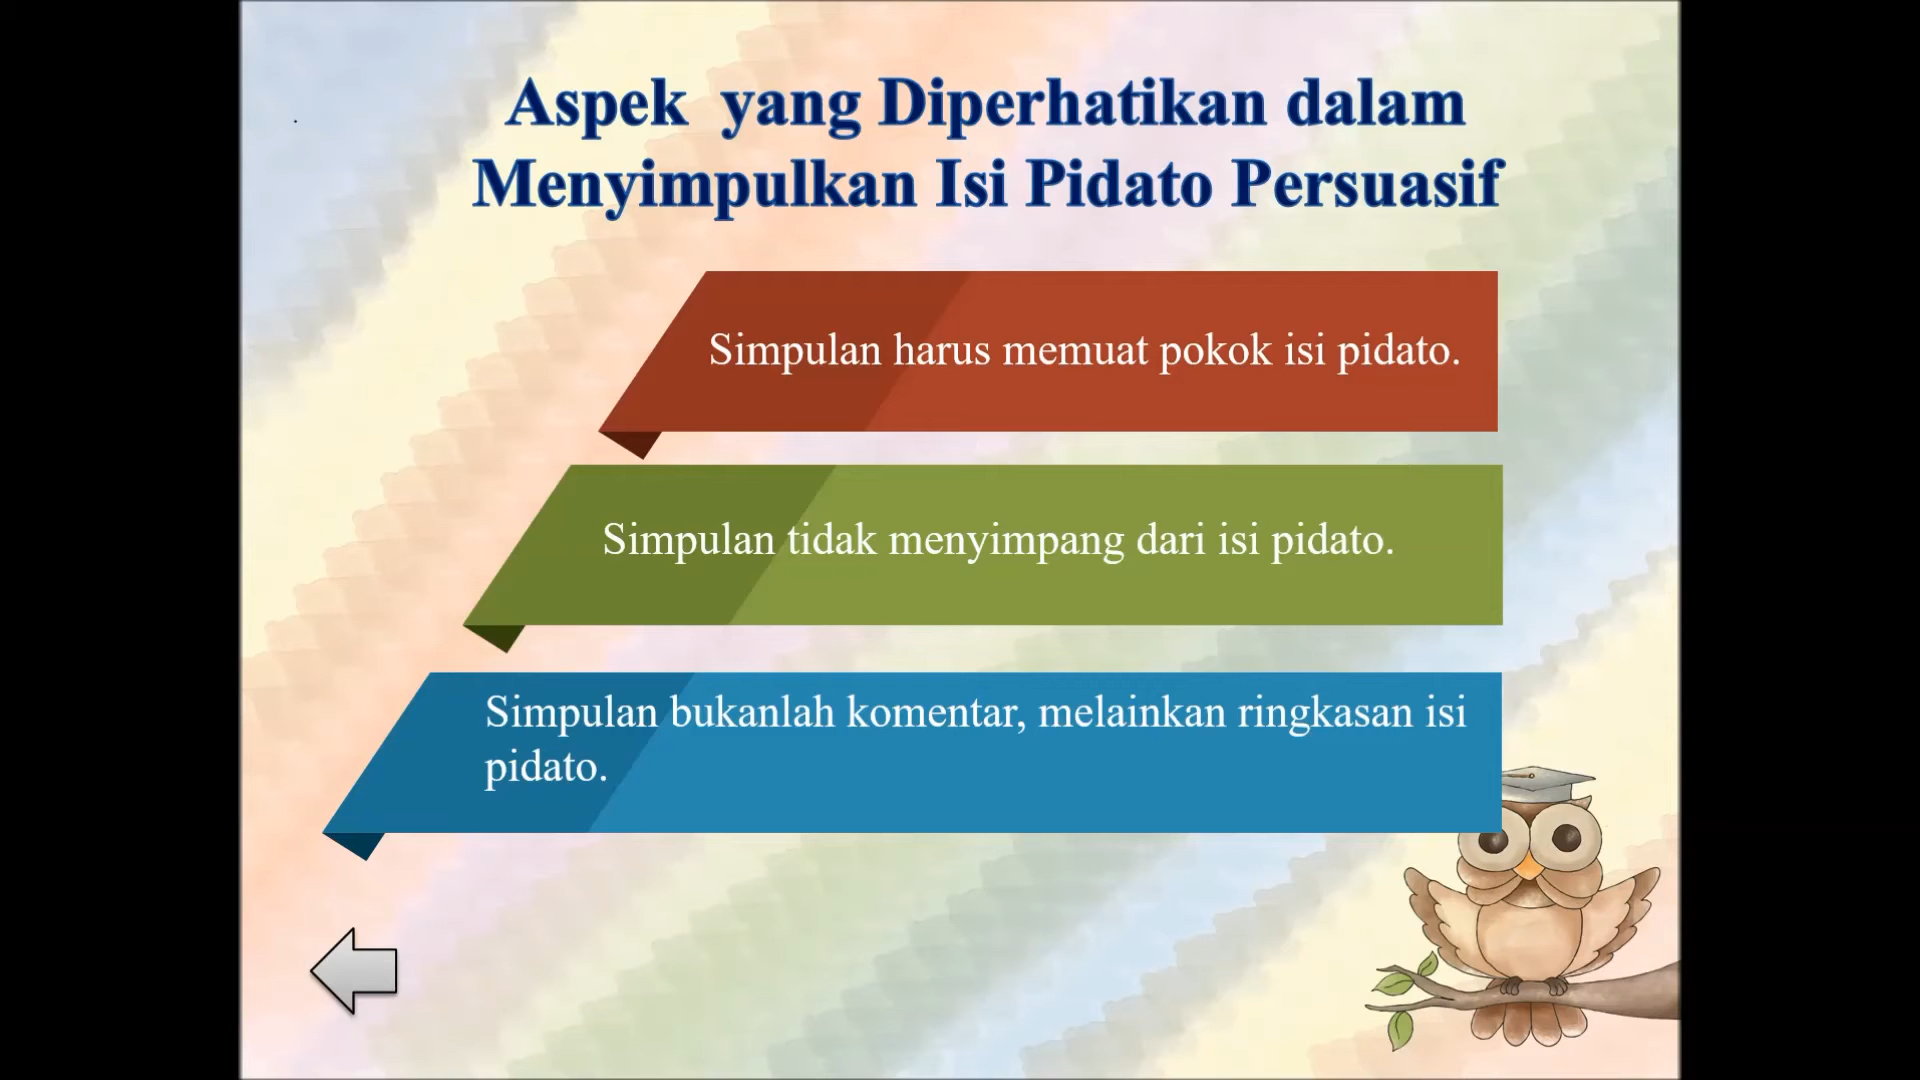 Aspek yang Diperhatikan dalam
Menyimpulkan Isi Pidato Persuasif
Simpulan harus memuat pokok isi pidato.
Simpulan tidak menyimpang dari isi pidato.
Simpulan bukanlah komentar, melainkan ringkasan isi
pidato.